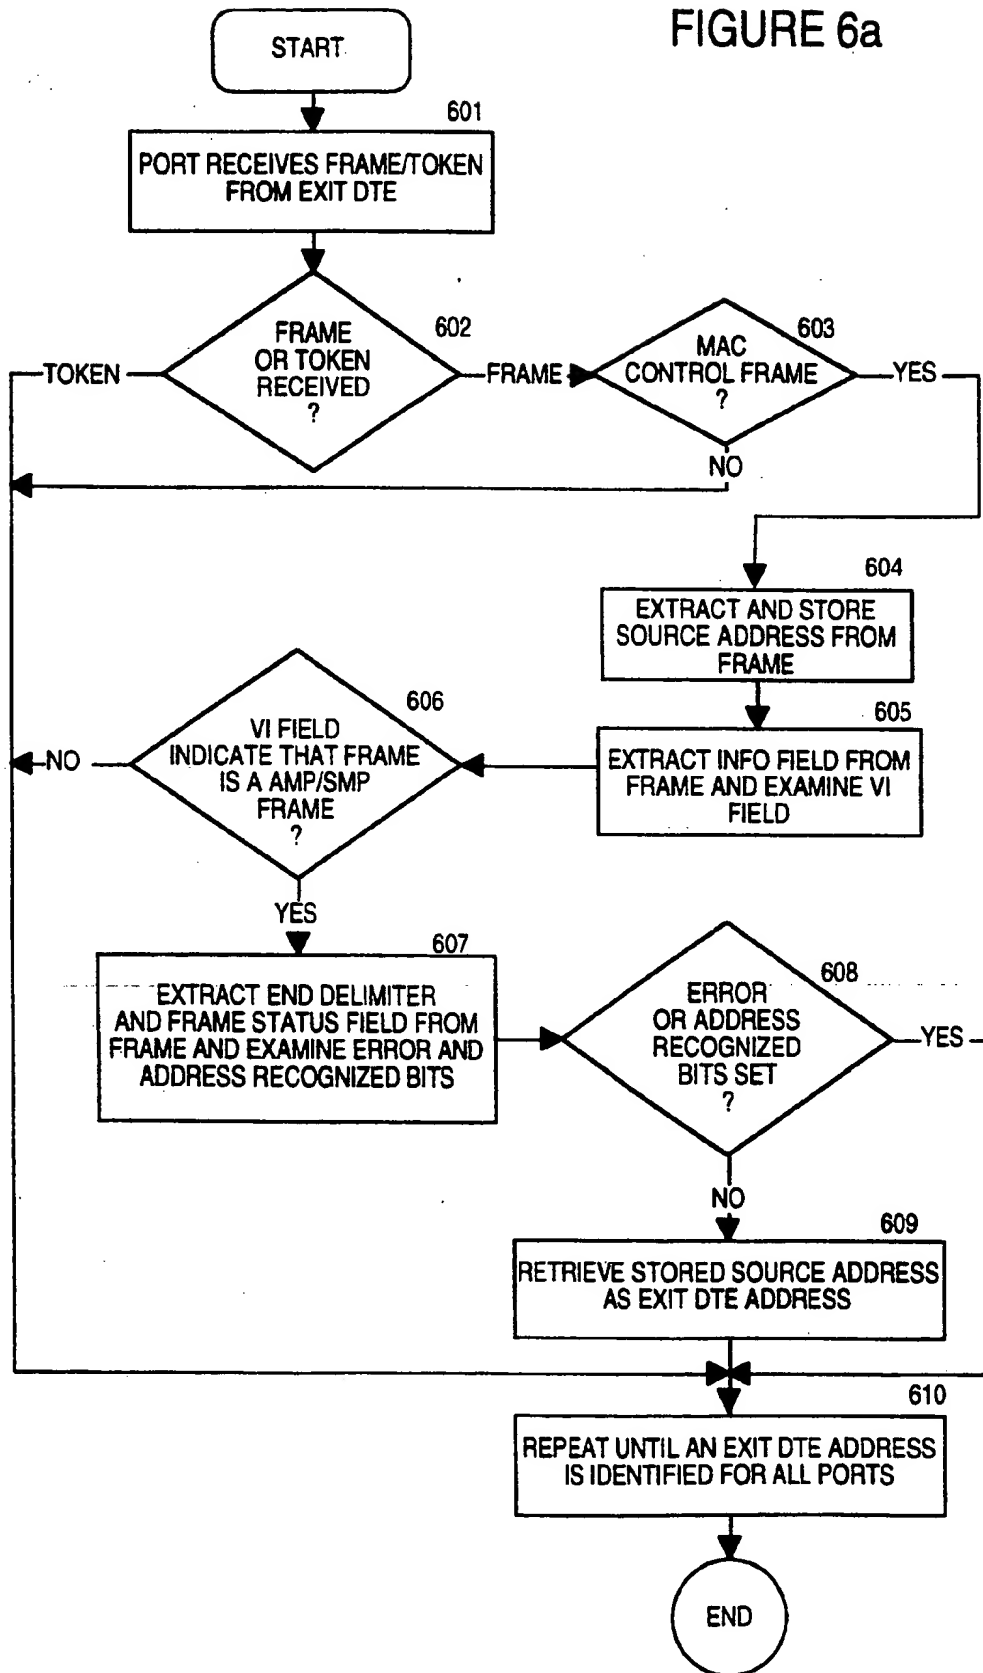 FIGURE 6a
START
601
PORT RECEIVES FRAME/TOKEN
FROM EXIT DTE
602
FRAME
OR TOKEN
RECEIVED
?
TOKEN
FRAME
603
MAC
CONTROL FRAME
?
YES
NO
604
EXTRACT AND STORE
SOURCE ADDRESS FROM
FRAME
605
EXTRACT INFO FIELD FROM
FRAME AND EXAMINE VI
FIELD
606
VI FIELD
INDICATE THAT FRAME
IS A AMP/SMP
FRAME
?
NO
YES
607
EXTRACT END DELIMITER
AND FRAME STATUS FIELD FROM
FRAME AND EXAMINE ERROR AND
ADDRESS RECOGNIZED BITS
608
ERROR
OR ADDRESS
RECOGNIZED
BITS SET
?
YES
NO
609
RETRIEVE STORED SOURCE ADDRESS
AS EXIT DTE ADDRESS
610
REPEAT UNTIL AN EXIT DTE ADDRESS
IS IDENTIFIED FOR ALL PORTS
END